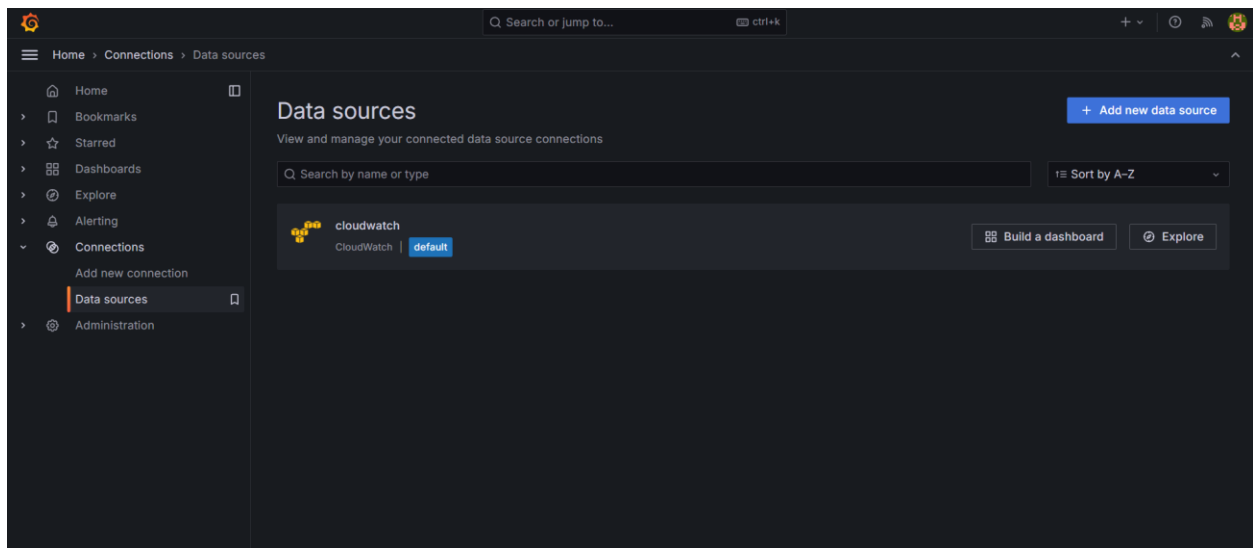 Search or jump to... ctrl+k
Home › Connections › Data sources
Home
Bookmarks
Starred
Dashboards
Explore
Alerting
Connections
Add new connection
Data sources
Administration
Data sources
+ Add new data source
View and manage your connected data source connections
Search by name or type
Sort by A–Z
cloudwatch
CloudWatch | default
Build a dashboard
Explore